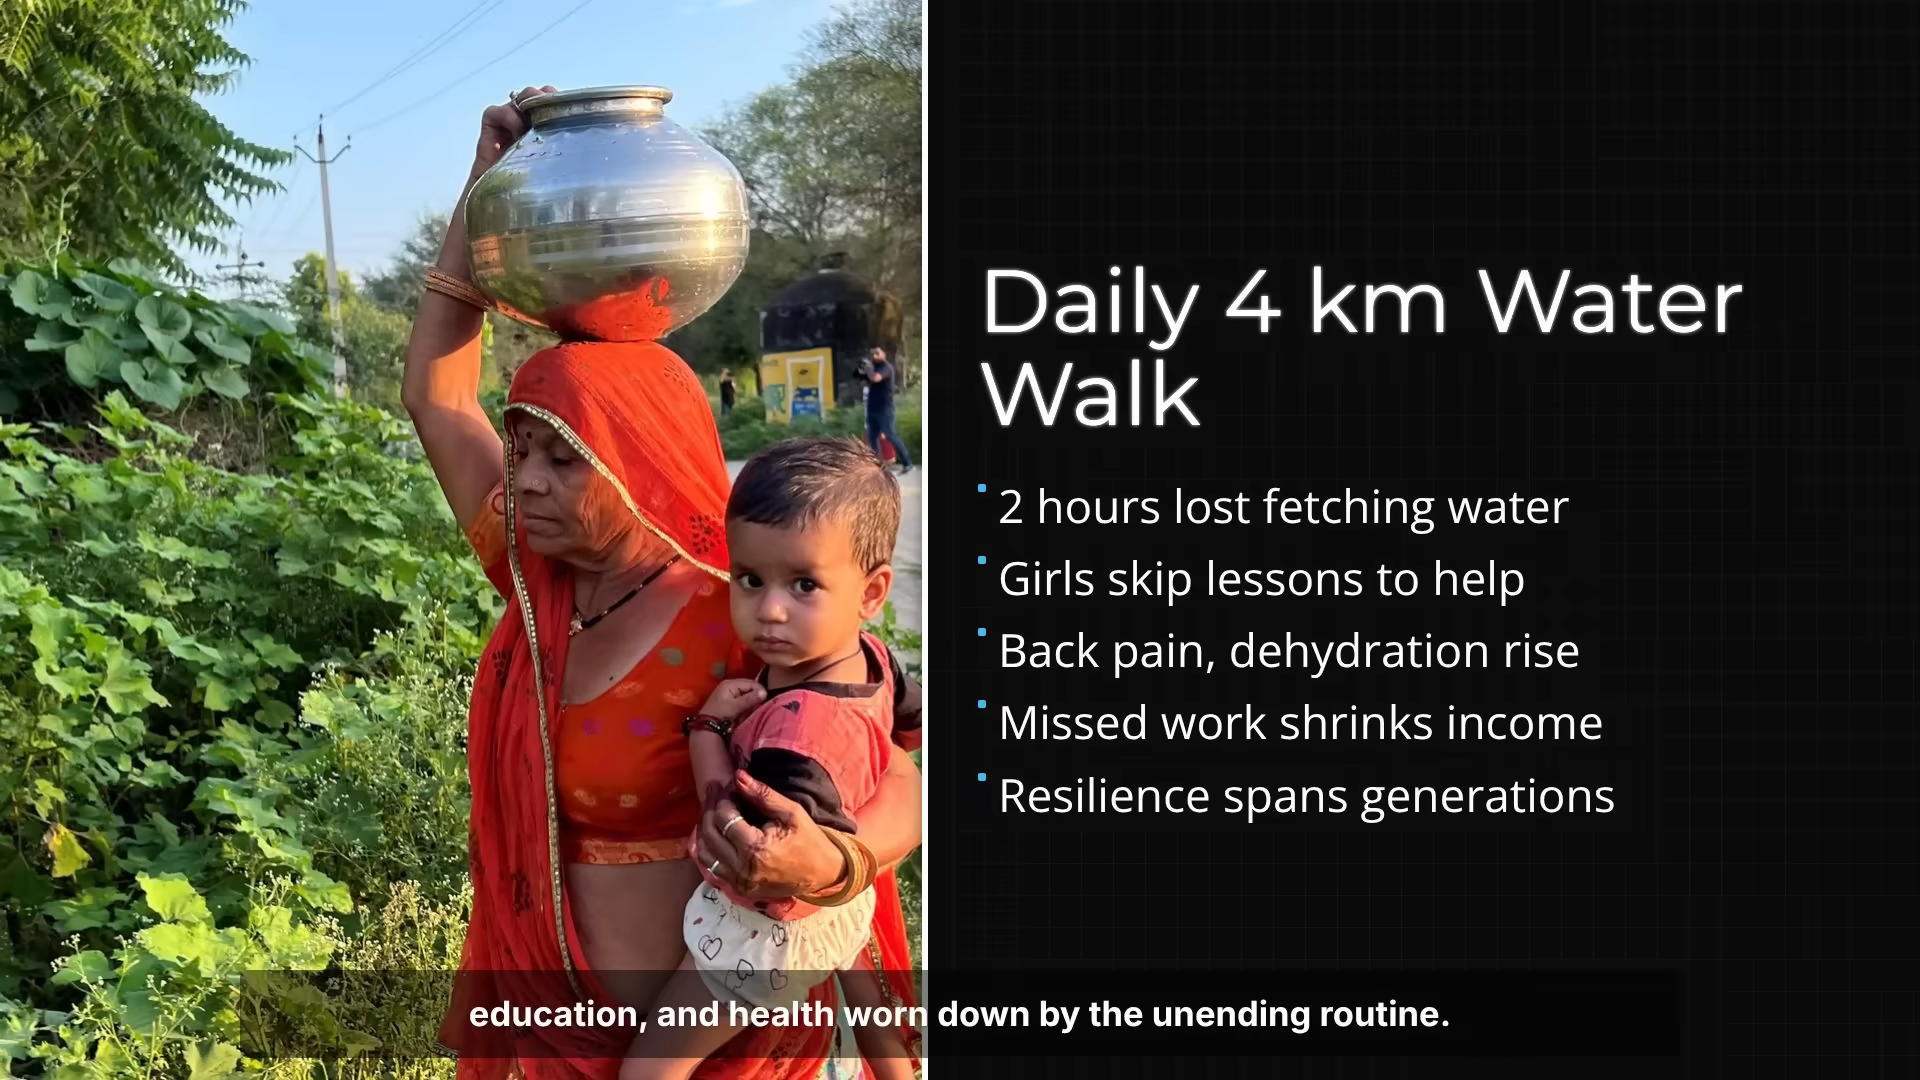 Daily 4 km Water
Walk
2 hours lost fetching water
Girls skip lessons to help
Back pain, dehydration rise
Missed work shrinks income
Resilience spans generations
education, and health worn down by the unending routine.